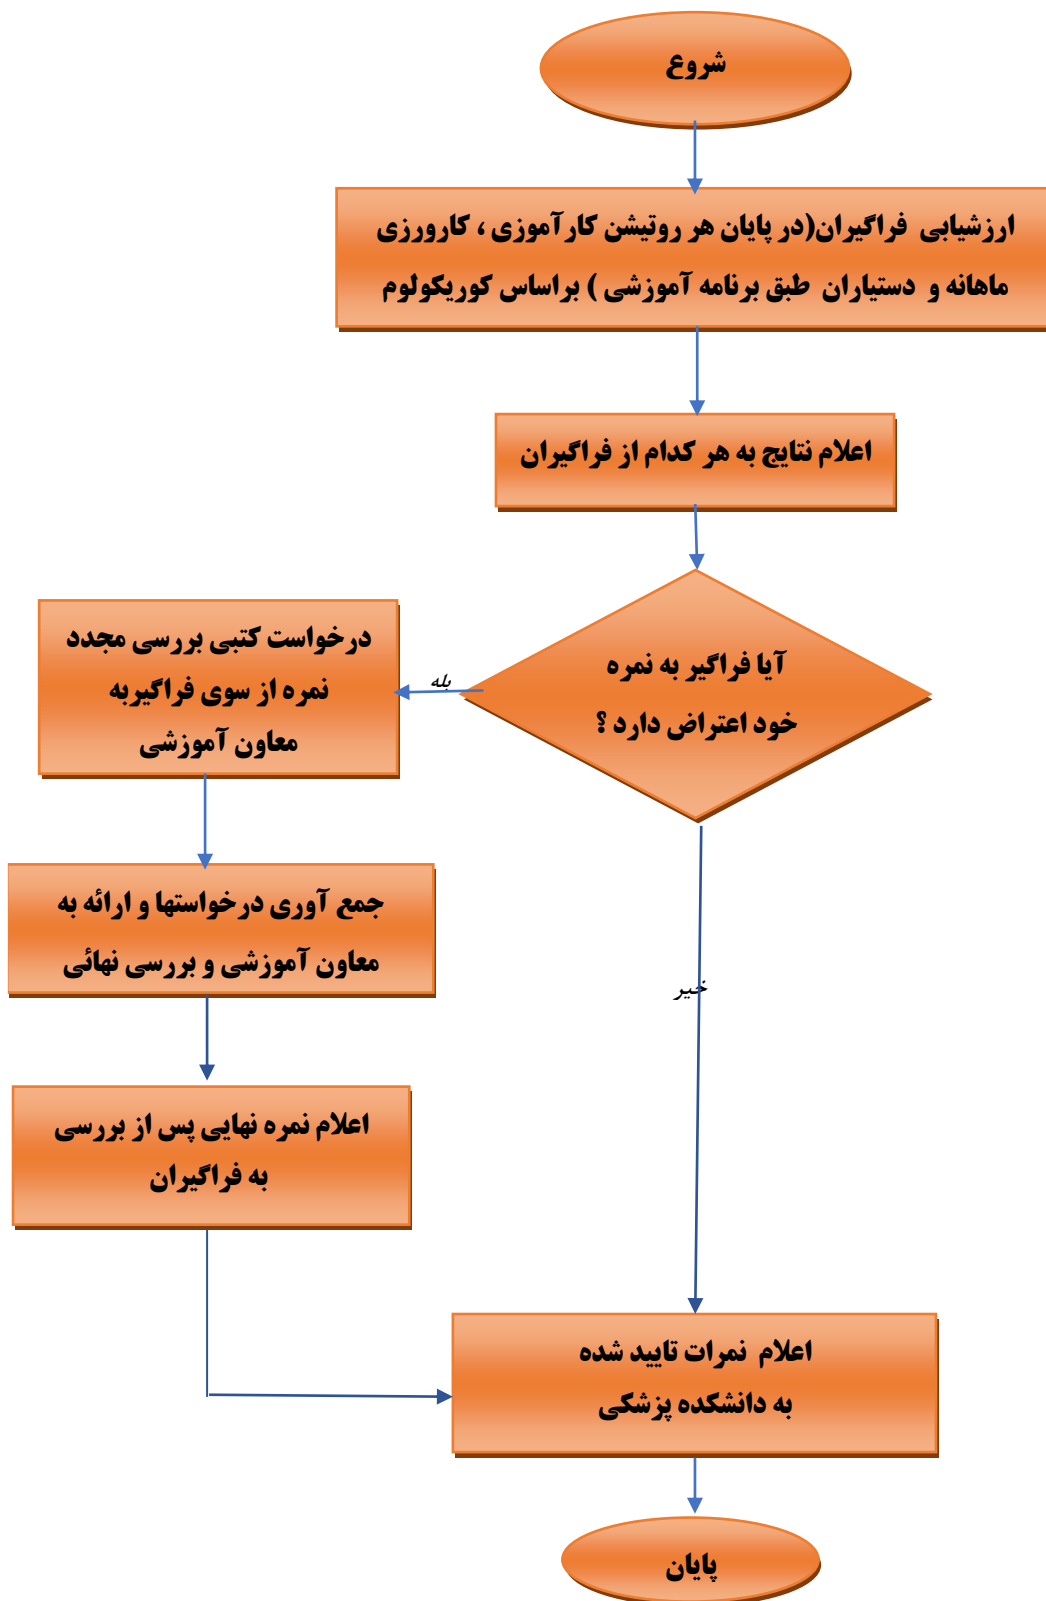 شروع
ارزشیابی فراگیران(در پایان هر روتیشن کارآموزی ، کارورزی
ماهانه و دستیاران طبق برنامه آموزشی ) براساس کوریکولوم
اعلام نتایج به هر کدام از فراگیران
آیا فراگیر به نمره
خود اعتراض دارد ؟
بله
درخواست کتبی بررسی مجدد
نمره از سوی فراگیربه
معاون آموزشی
جمع آوری درخواستها و ارائه به
معاون آموزشی و بررسی نهائی
خیر
اعلام نمره نهایی پس از بررسی
به فراگیران
اعلام نمرات تایید شده
به دانشکده پزشکی
پایان